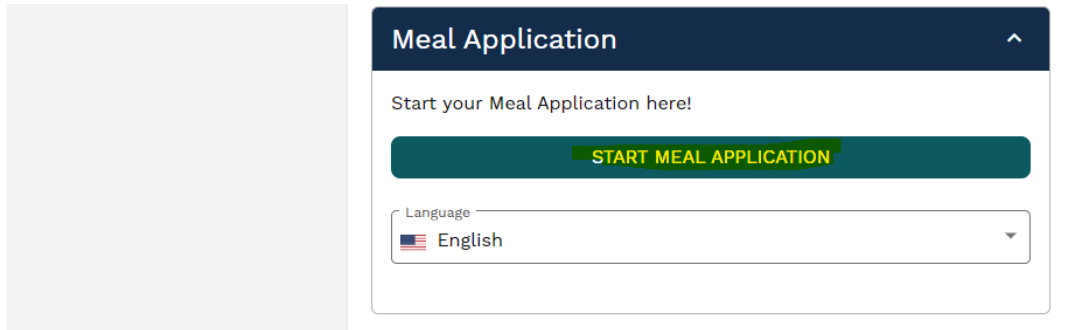 Meal Application
Start your Meal Application here!
START MEAL APPLICATION
Language
English